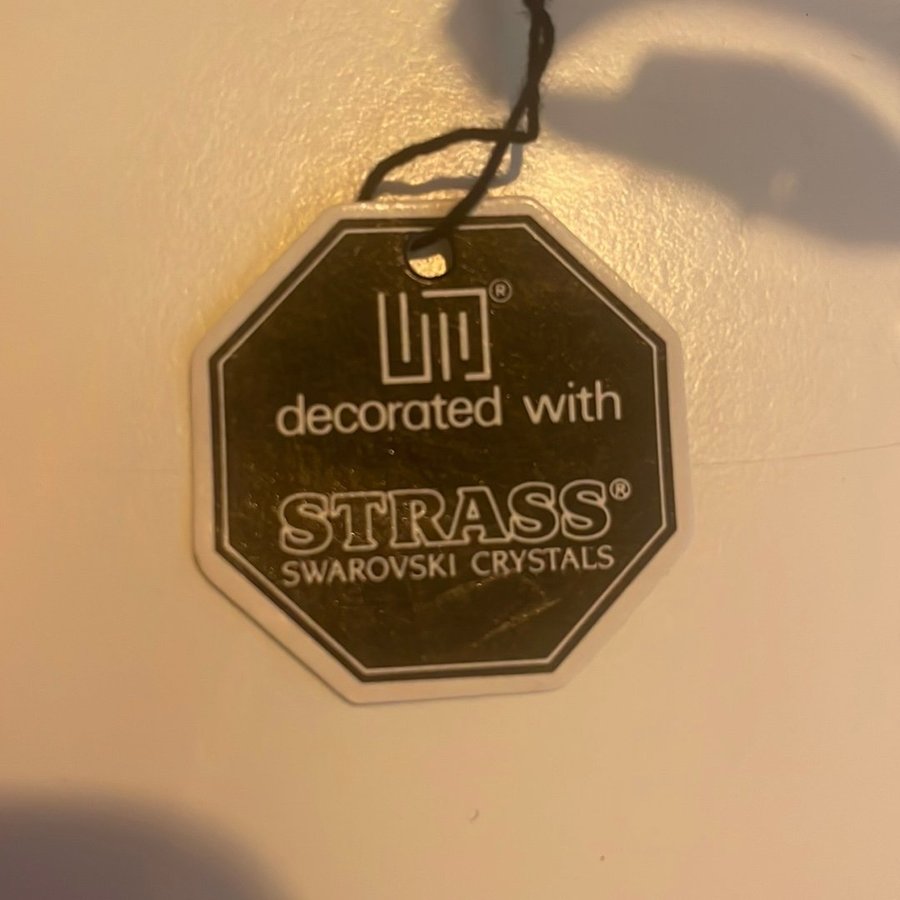 ®
decorated with
STRASS®
SWAROVSKI CRYSTALS